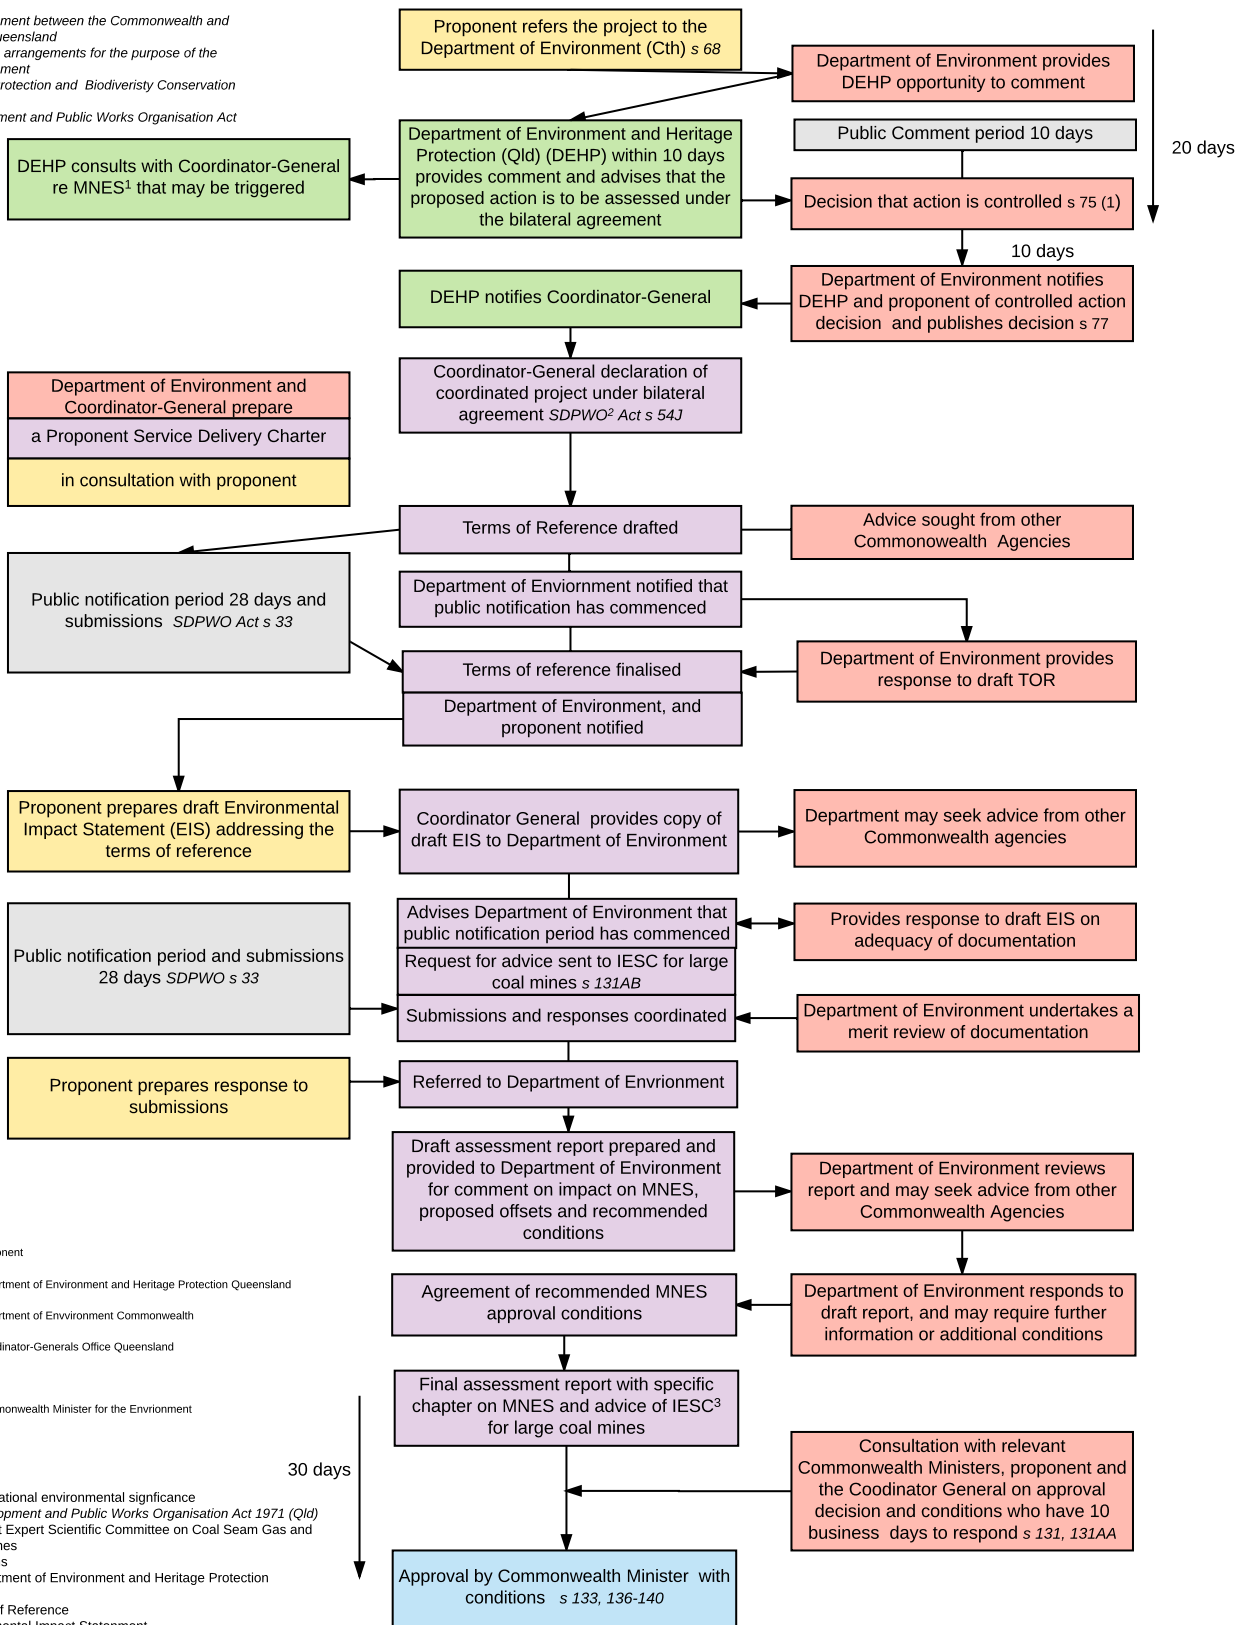 ment between the Commonwealth and
ueensland
arrangements for the purpose of the
ment
rotection and Biodiveristy Conservation
ment and Public Works Organisation Act
Proponent refers the project to the
Department of Environment (Cth) s 68
Department of Environment provides
DEHP opportunity to comment
20 days
Public Comment period 10 days
DEHP consults with Coordinator-General
re MNES¹ that may be triggered
Department of Environment and Heritage
Protection (Qld) (DEHP) within 10 days
provides comment and advises that the
proposed action is to be assessed under
the bilateral agreement
Decision that action is controlled s 75 (1)
10 days
DEHP notifies Coordinator-General
Department of Environment notifies
DEHP and proponent of controlled action
decision and publishes decision s 77
Coordinator-General declaration of
coordinated project under bilateral
agreement SDPWO² Act s 54J
Department of Environment and
Coordinator-General prepare
a Proponent Service Delivery Charter
in consultation with proponent
Terms of Reference drafted
Advice sought from other
Commonowealth Agencies
Public notification period 28 days and
submissions SDPWO Act s 33
Department of Enviornment notified that
public notification has commenced
Terms of reference finalised
Department of Environment provides
response to draft TOR
Department of Environment, and
proponent notified
Proponent prepares draft Environmental
Impact Statement (EIS) addressing the
terms of reference
Coordinator General provides copy of
draft EIS to Department of Environment
Department may seek advice from other
Commonwealth agencies
Advises Department of Environment that
public notification period has commenced
Provides response to draft EIS on
adequacy of documentation
Public notification period and submissions
28 days SDPWO s 33
Request for advice sent to IESC for large
coal mines s 131AB
Submissions and responses coordinated
Department of Environment undertakes a
merit review of documentation
Proponent prepares response to
submissions
Referred to Department of Envrionment
Draft assessment report prepared and
provided to Department of Environment
for comment on impact on MNES,
proposed offsets and recommended
conditions
Department of Environment reviews
report and may seek advice from other
Commonwealth Agencies
onent
rtment of Environment and Heritage Protection Queensland
rtment of Envvironment Commonwealth
dinator-Generals Office Queensland
monwealth Minister for the Envrionment
Agreement of recommended MNES
approval conditions
Department of Environment responds to
draft report, and may require further
information or additional conditions
Final assessment report with specific
chapter on MNES and advice of IESC³
for large coal mines
30 days
Consultation with relevant
Commonwealth Ministers, proponent and
the Coodinator General on approval
decision and conditions who have 10
business days to respond s 131, 131AA
ational environmental signficance
opment and Public Works Organisation Act 1971 (Qld)
t Expert Scientific Committee on Coal Seam Gas and
nes
s
tment of Environment and Heritage Protection
f Reference
Approval by Commonwealth Minister with
conditions s 133, 136-140